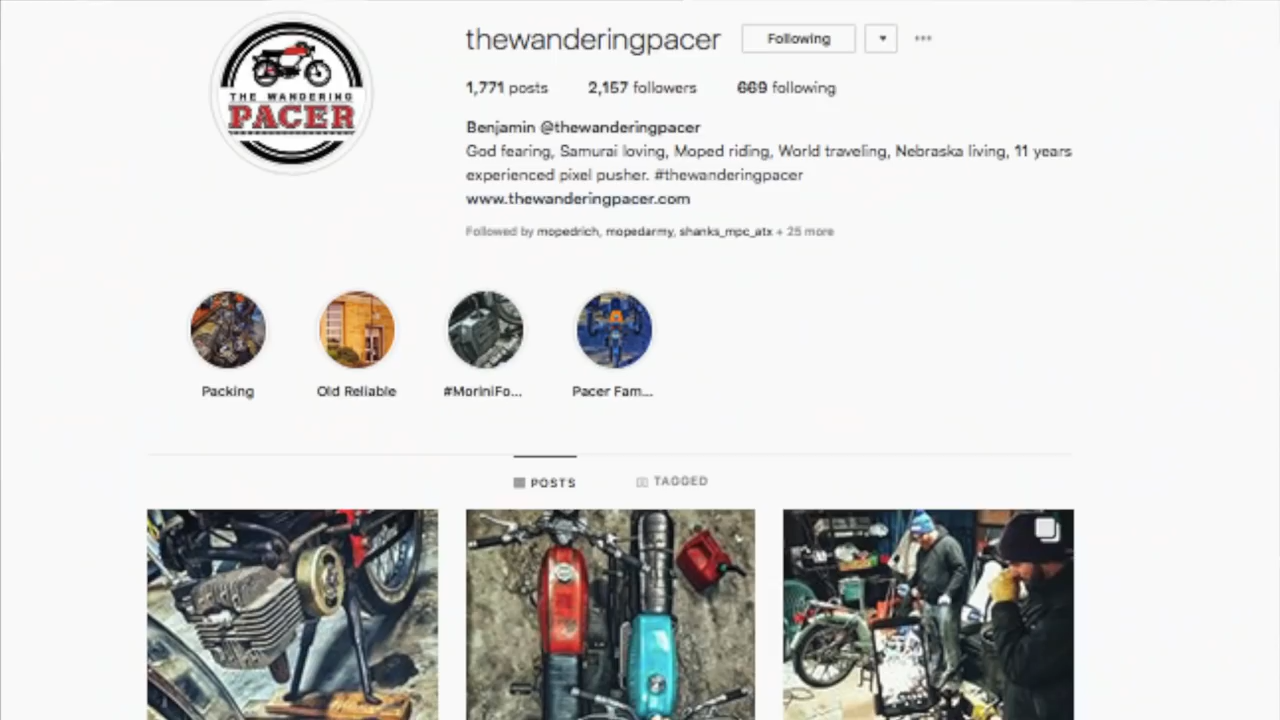 thewanderingpacer Following
1,771 posts 2,157 followers 669 following
THE WANDERING
PACER
Benjamin @thewanderingpacer
God fearing, Samurai loving, Moped riding, World traveling, Nebraska living, 11 years
experienced pixel pusher. #thewanderingpacer
www.thewanderingpacer.com
Followed by mopedrich, mopedarmy, shanks_mpc_atx + 25 more
Packing Old Reliable #MoriniFo... Pacer Fam...
POSTS TAGGED